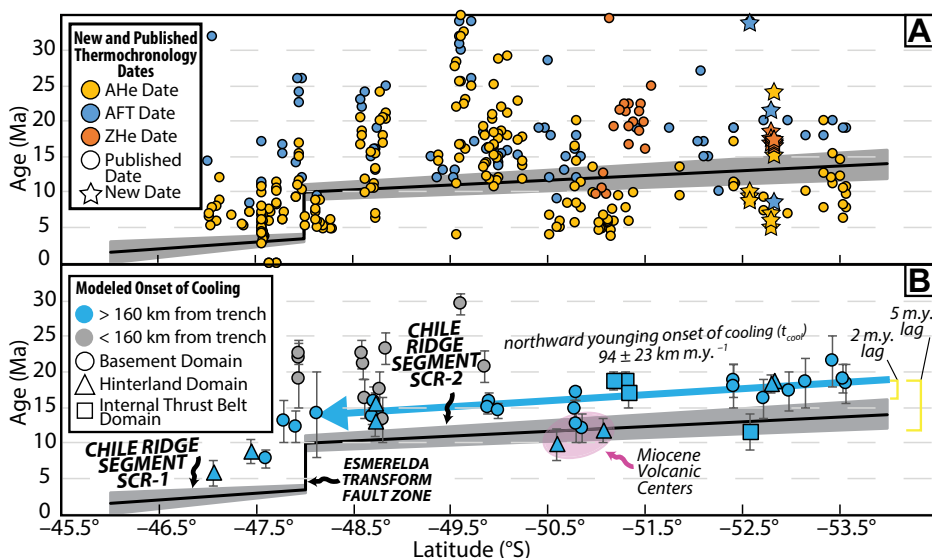 A
New and Published
Thermochronology
Dates
AHe Date
AFT Date
ZHe Date
Published
Date
New Date
Age (Ma)
30
25
20
15
10
5
0
B
Modeled Onset of Cooling
> 160 km from trench
< 160 km from trench
Basement Domain
Hinterland Domain
Internal Thrust Belt
Domain
CHILE
RIDGE
SEGMENT
SCR-2
northward younging onset of cooling (tcool)
94 ± 23 km m.y.⁻¹
5 m.y.
lag
2 m.y.
lag
CHILE RIDGE
SEGMENT
SCR-1
ESMERELDA
TRANSFORM
FAULT ZONE
Miocene
Volcanic
Centers
Age (Ma)
30
25
20
15
10
5
0
−45.5° −46.5° −47.5° −48.5° −49.5° −50.5° −51.5° −52.5° −53.5°
Latitude (°S)